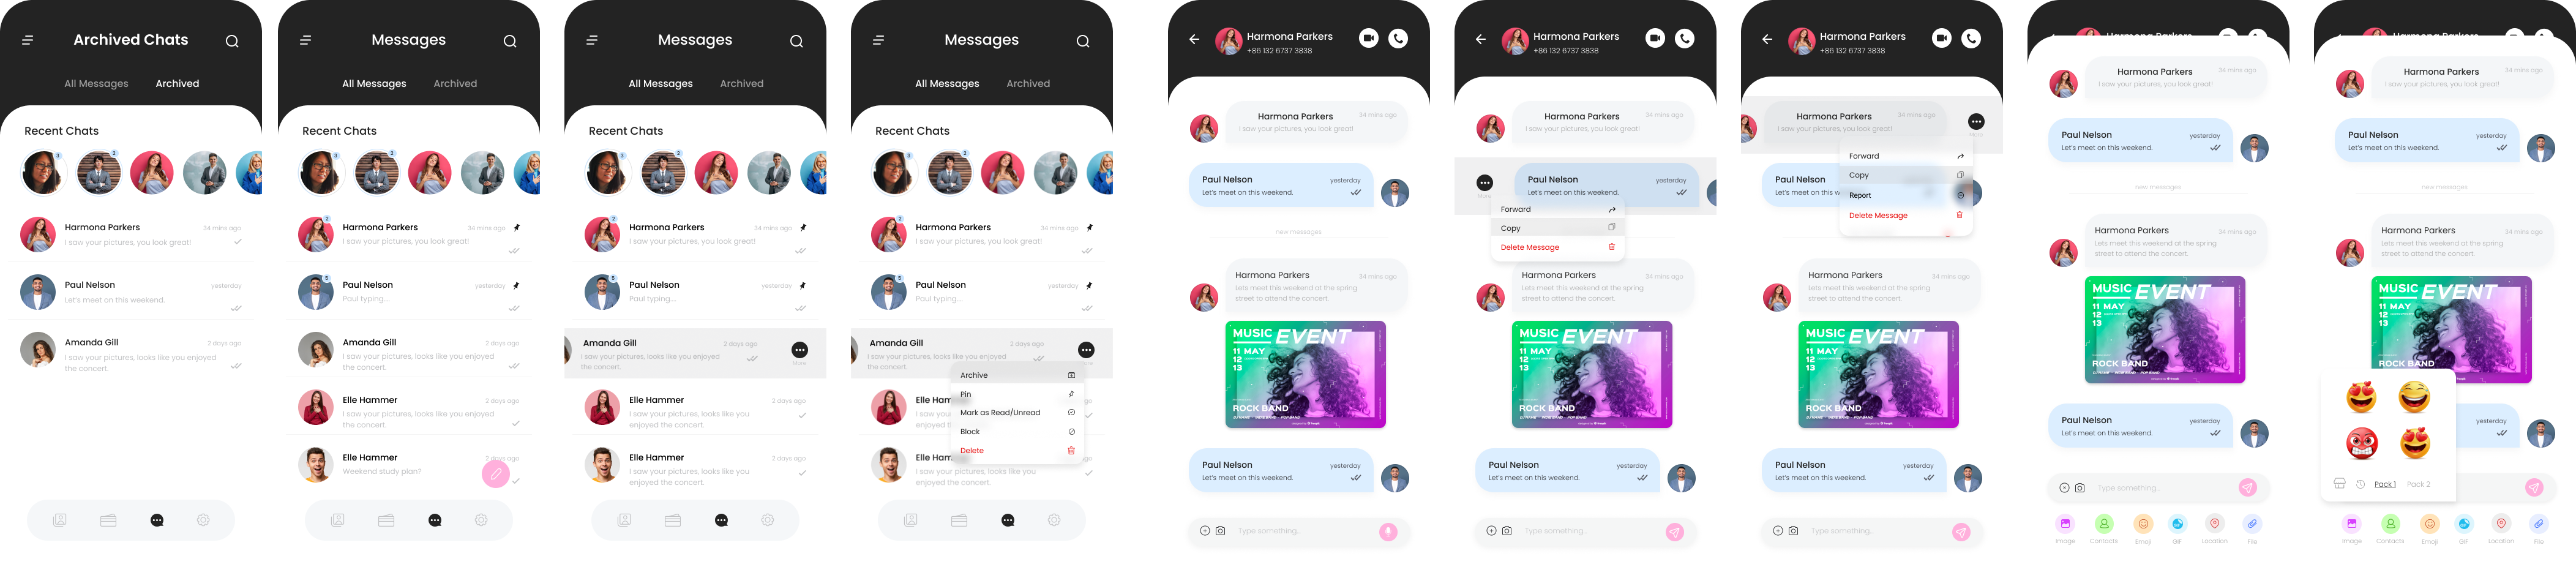 Archived Chats
All Messages
Archived
Recent Chats
3
2
Harmona Parkers
34 mins ago
I saw your pictures, you look great!
Paul Nelson
yesterday
Let's meet on this weekend.
Amanda Gill
2 days ago
I saw your pictures, looks like you enjoyed
the concert.
Messages
All Messages
Archived
Recent Chats
3
2
2
Harmona Parkers
34 mins ago
I saw your pictures, you look great!
5
Paul Nelson
yesterday
Paul typing...
Amanda Gill
2 days ago
I saw your pictures, looks like you enjoyed
the concert.
Elle Hammer
2 days ago
I saw your pictures, looks like you enjoyed
the concert.
Elle Hammer
2 days ago
Weekend study plan?
Messages
All Messages
Archived
Recent Chats
3
2
2
Harmona Parkers
34 mins ago
I saw your pictures, you look great!
5
Paul Nelson
yesterday
Paul typing...
Amanda Gill
2 days ago
I saw your pictures, looks like you enjoyed
the concert.
Elle Hammer
2 days ago
I saw your pictures, looks like you
enjoyed the concert.
Elle Hammer
2 days ago
I saw your pictures, looks like you
enjoyed the concert.
Messages
All Messages
Archived
Recent Chats
3
2
2
Harmona Parkers
34 mins ago
I saw your pictures, you look great!
5
Paul Nelson
yesterday
Paul typing...
Amanda Gill
2 days ago
I saw your pictures, looks like you enjoyed
the concert.
Archive
Pin
Mark as Read/Unread
Block
Delete
Elle Hamm
I saw your
enjoyed the
Elle Hamm
I saw your pictures, looks like you
enjoyed the concert.
Harmona Parkers
+86 132 6737 3838
Harmona Parkers
34 mins ago
I saw your pictures, you look great!
Paul Nelson
yesterday
Let's meet on this weekend.
new messages
Harmona Parkers
34 mins ago
Lets meet this weekend at the spring
street to attend the concert.
MUSIC EVENT
11 MAY
12
13
ROCK BAND
Paul Nelson
yesterday
Let's meet on this weekend.
Type something...
Harmona Parkers
+86 132 6737 3838
Harmona Parkers
34 mins ago
I saw your pictures, you look great!
Paul Nelson
yesterday
Let's meet on this weekend.
Forward
Copy
Delete Message
Harmona Parkers
34 mins ago
Lets meet this weekend at the spring
street to attend the concert.
MUSIC EVENT
11 MAY
12
13
ROCK BAND
Paul Nelson
yesterday
Let's meet on this weekend.
Type something...
Harmona Parkers
+86 132 6737 3838
Harmona Parkers
34 mins ago
I saw your pictures, you look great!
Forward
Copy
Report
Delete Message
Paul Nelson
Let's meet on this w
Harmona Parkers
34 mins ago
Lets meet this weekend at the spring
street to attend the concert.
MUSIC EVENT
11 MAY
12
13
ROCK BAND
Paul Nelson
yesterday
Let's meet on this weekend.
Type something...
Harmona Parkers
Harmona Parkers
34 mins ago
I saw your pictures, you look great!
Paul Nelson
yesterday
Let's meet on this weekend.
new messages
Harmona Parkers
34 mins ago
Lets meet this weekend at the spring
street to attend the concert.
MUSIC EVENT
11 MAY
12
13
ROCK BAND
Paul Nelson
yesterday
Let's meet on this weekend.
Type something...
Image
Contacts
Emoji
GIF
Location
File
Harmona Parkers
Harmona Parkers
34 mins ago
I saw your pictures, you look great!
Paul Nelson
yesterday
Let's meet on this weekend.
new messages
Harmona Parkers
34 mins ago
Lets meet this weekend at the spring
street to attend the concert.
MUSIC EVENT
11 MAY
12
13
ROCK BAND
yesterday
Pack 1
Pack 2
Image
Contacts
Emoji
GIF
Location
File